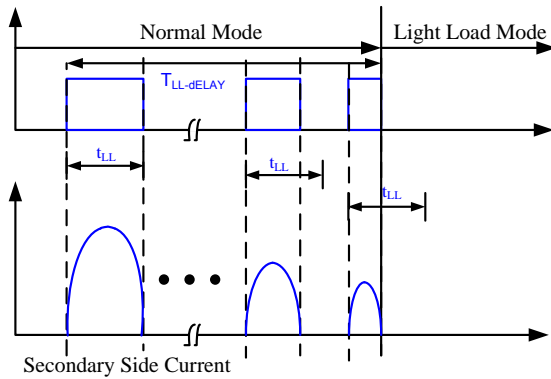 Normal Mode
Light Load Mode
TLL-dELAY
tLL
tLL
tLL
Secondary Side Current